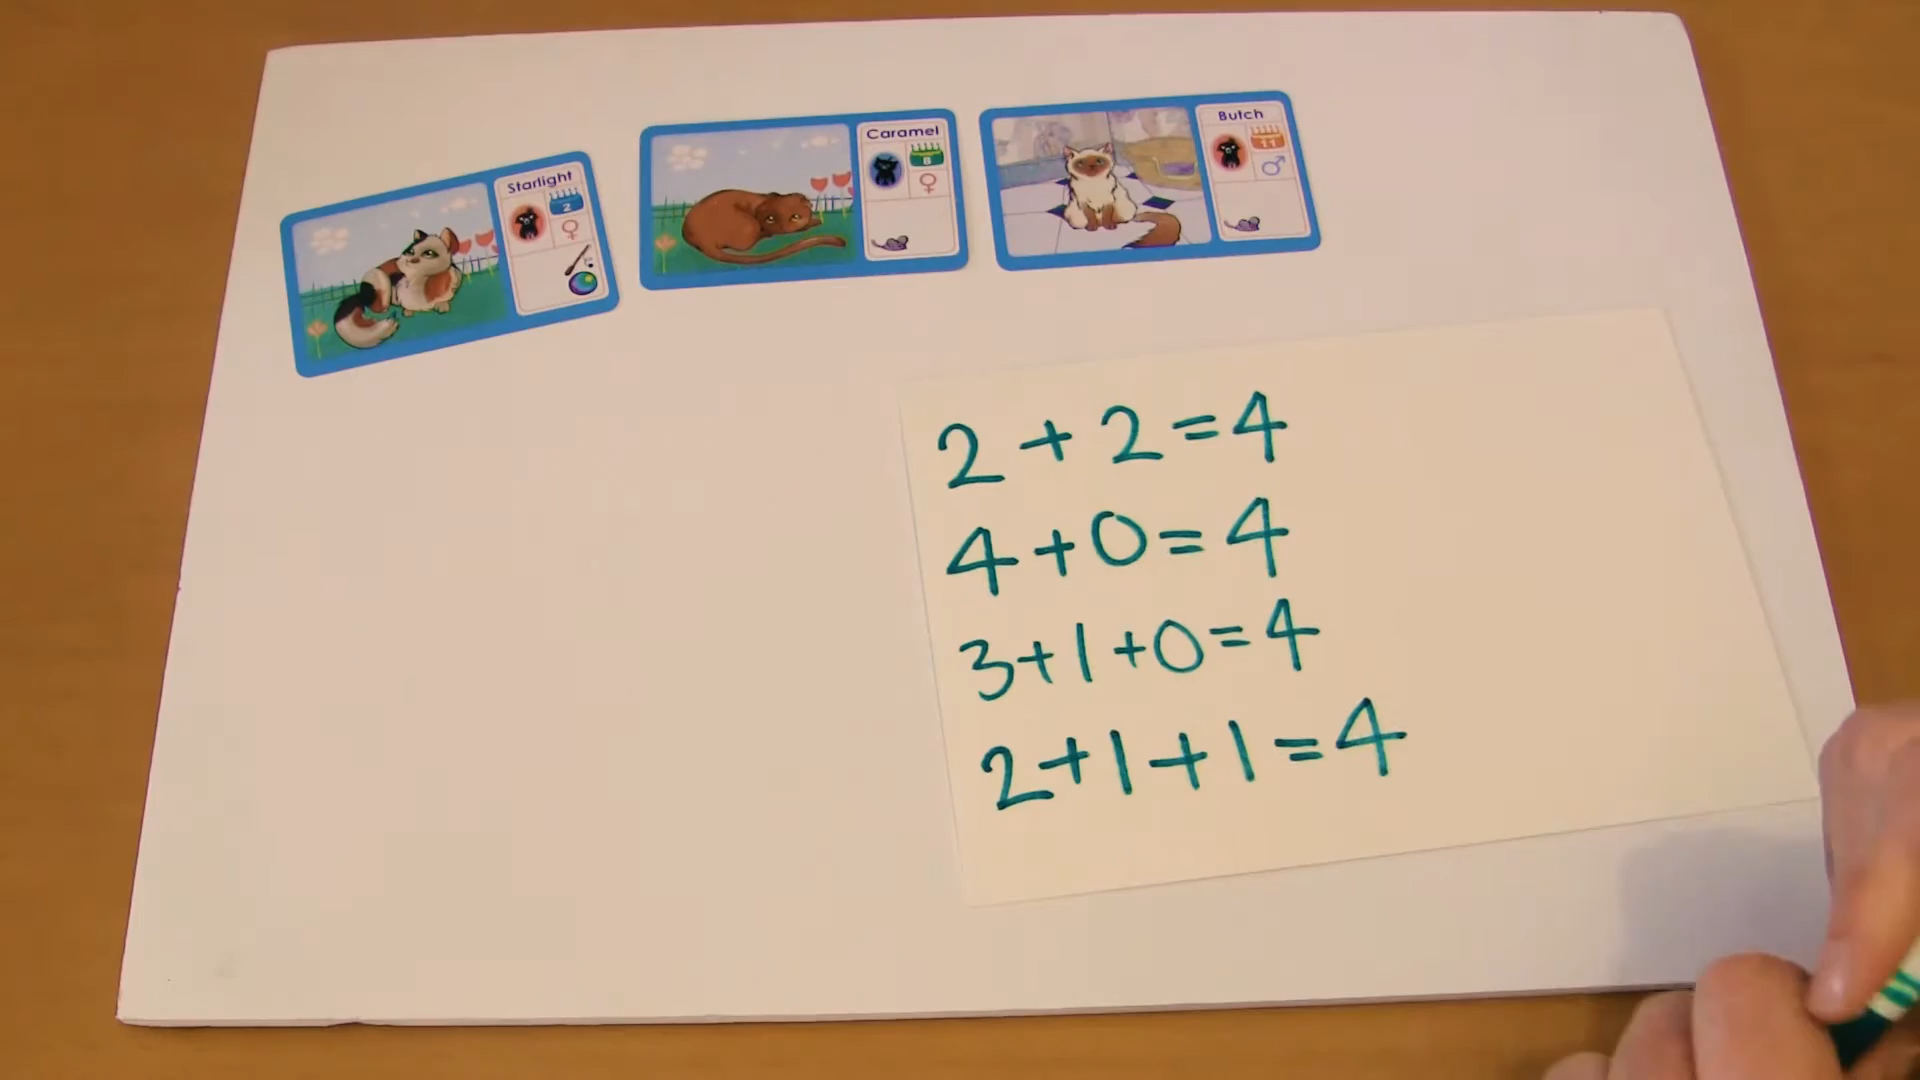 Starlight
2
Caramel
8
Butch
11
2 + 2 = 4
4 + 0 = 4
3 + 1 + 0 = 4
2 + 1 + 1 = 4